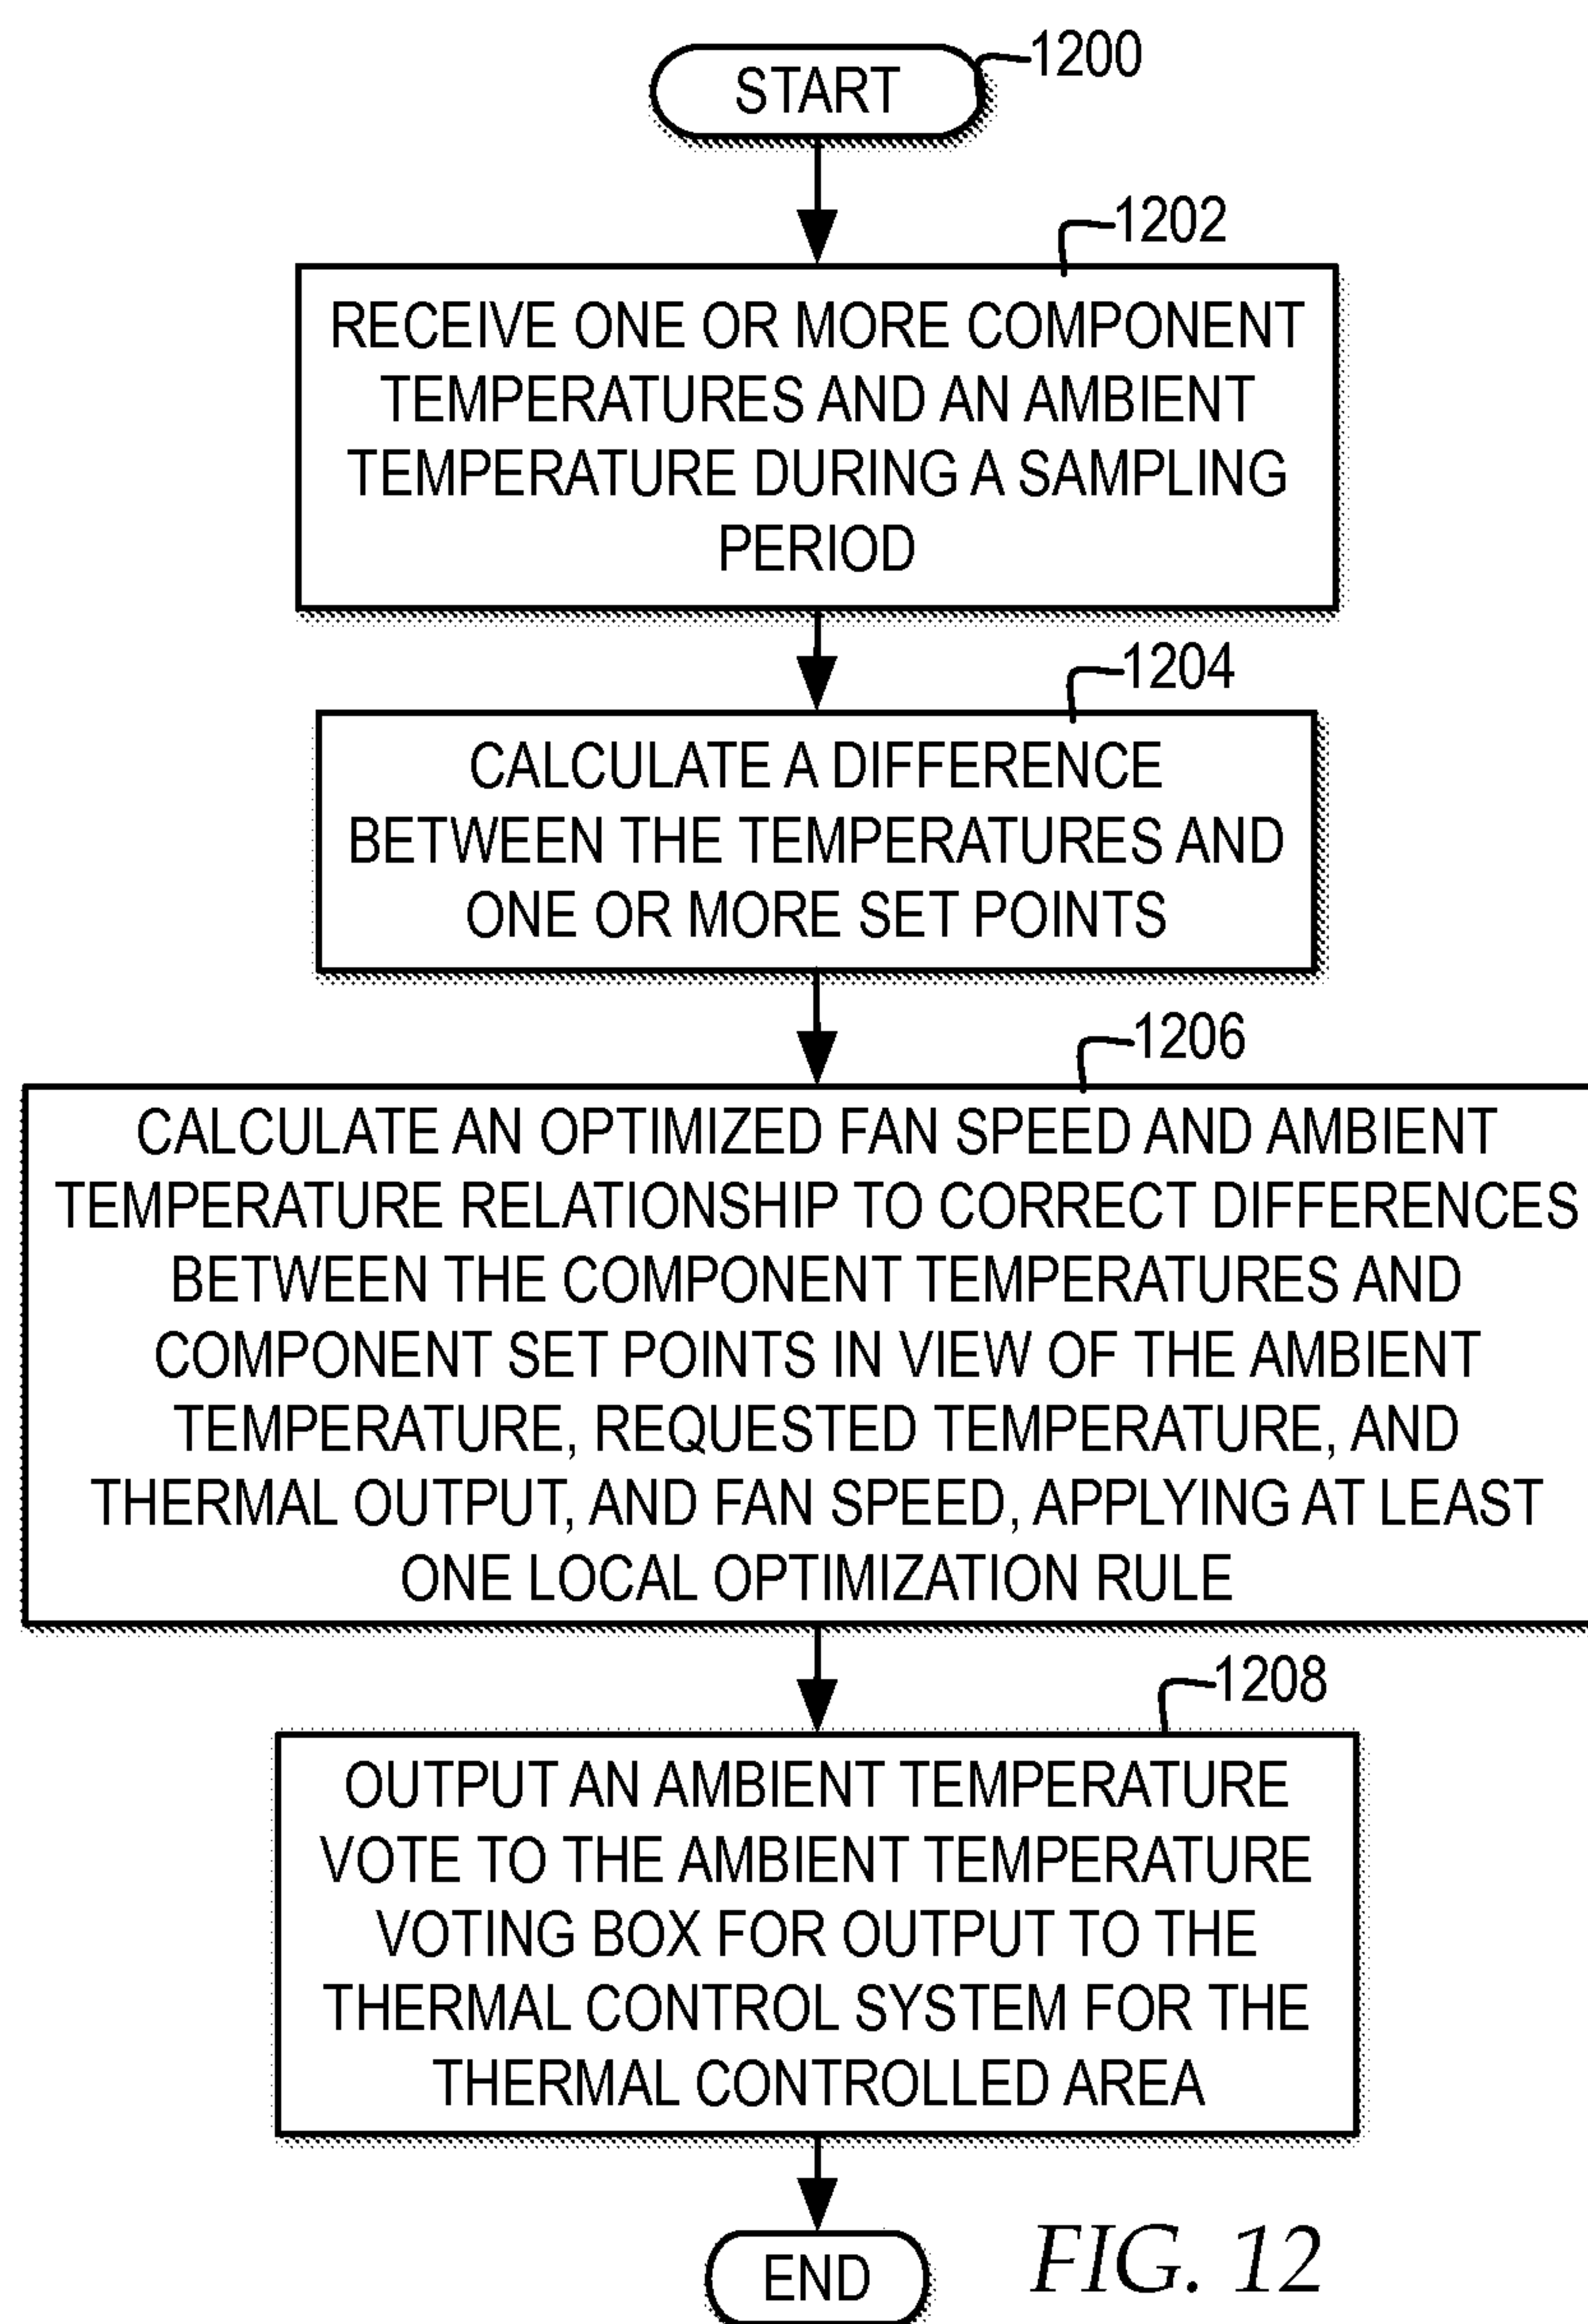 START
1200
1202
RECEIVE ONE OR MORE COMPONENT
TEMPERATURES AND AN AMBIENT
TEMPERATURE DURING A SAMPLING
PERIOD
1204
CALCULATE A DIFFERENCE
BETWEEN THE TEMPERATURES AND
ONE OR MORE SET POINTS
1206
CALCULATE AN OPTIMIZED FAN SPEED AND AMBIENT
TEMPERATURE RELATIONSHIP TO CORRECT DIFFERENCES
BETWEEN THE COMPONENT TEMPERATURES AND
COMPONENT SET POINTS IN VIEW OF THE AMBIENT
TEMPERATURE, REQUESTED TEMPERATURE, AND
THERMAL OUTPUT, AND FAN SPEED, APPLYING AT LEAST
ONE LOCAL OPTIMIZATION RULE
1208
OUTPUT AN AMBIENT TEMPERATURE
VOTE TO THE AMBIENT TEMPERATURE
VOTING BOX FOR OUTPUT TO THE
THERMAL CONTROL SYSTEM FOR THE
THERMAL CONTROLLED AREA
END
FIG. 12